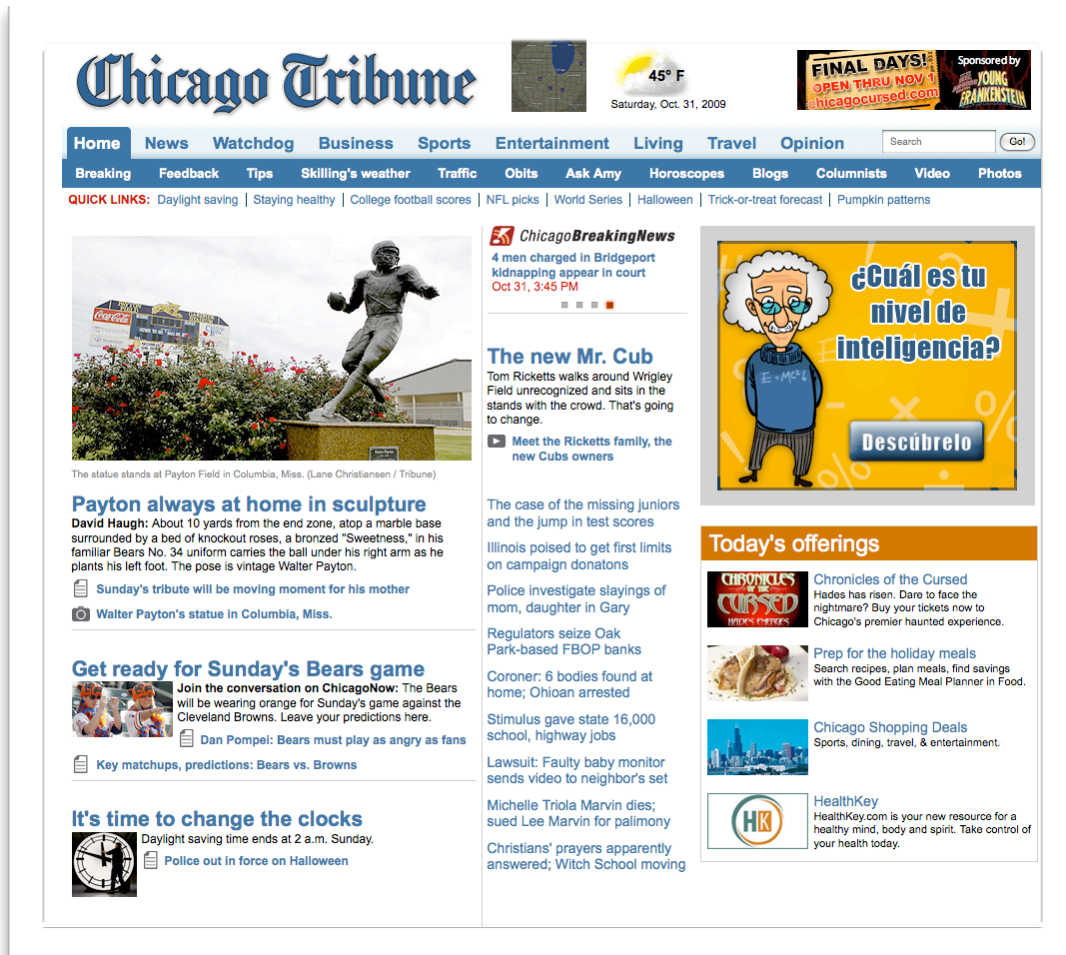 Chicago Tribune
45° F
Saturday, Oct. 31, 2009
FINAL DAYS!
OPEN THRU NOV 1
chicagocursed.com
Sponsored by
YOUNG
FRANKENSTEIN
Home News Watchdog Business Sports Entertainment Living Travel Opinion
Search Go!
Breaking Feedback Tips Skilling's weather Traffic Obits Ask Amy Horoscopes Blogs Columnists Video Photos
QUICK LINKS: Daylight saving | Staying healthy | College football scores | NFL picks | World Series | Halloween | Trick-or-treat forecast | Pumpkin patterns
Coca-Cola
The statue stands at Payton Field in Columbia, Miss. (Lane Christiansen / Tribune)
Payton always at home in sculpture
David Haugh: About 10 yards from the end zone, atop a marble base
surrounded by a bed of knockout roses, a bronzed "Sweetness," in his
familiar Bears No. 34 uniform carries the ball under his right arm as he
plants his left foot. The pose is vintage Walter Payton.
Sunday's tribute will be moving moment for his mother
Walter Payton's statue in Columbia, Miss.
Get ready for Sunday's Bears game
Join the conversation on ChicagoNow: The Bears
will be wearing orange for Sunday's game against the
Cleveland Browns. Leave your predictions here.
Dan Pompei: Bears must play as angry as fans
Key matchups, predictions: Bears vs. Browns
It's time to change the clocks
Daylight saving time ends at 2 a.m. Sunday.
Police out in force on Halloween
ChicagoBreakingNews
4 men charged in Bridgeport
kidnapping appear in court
Oct 31, 3:45 PM
The new Mr. Cub
Tom Ricketts walks around Wrigley
Field unrecognized and sits in the
stands with the crowd. That's going
to change.
Meet the Ricketts family, the
new Cubs owners
The case of the missing juniors
and the jump in test scores
Illinois poised to get first limits
on campaign donatons
Police investigate slayings of
mom, daughter in Gary
Regulators seize Oak
Park-based FBOP banks
Coroner: 6 bodies found at
home; Ohioan arrested
Stimulus gave state 16,000
school, highway jobs
Lawsuit: Faulty baby monitor
sends video to neighbor's set
Michelle Triola Marvin dies;
sued Lee Marvin for palimony
Christians' prayers apparently
answered; Witch School moving
¿Cuál es tu
nivel de
inteligencia?
E=MC²
Descúbrelo
Today's offerings
CHRONICLES
OF THE
CURSED
HADES EMERGES
Chronicles of the Cursed
Hades has risen. Dare to face the
nightmare? Buy your tickets now to
Chicago's premier haunted experience.
Prep for the holiday meals
Search recipes, plan meals, find savings
with the Good Eating Meal Planner in Food.
Chicago Shopping Deals
Sports, dining, travel, & entertainment.
HK
HealthKey
HealthKey.com is your new resource for a
healthy mind, body and spirit. Take control of
your health today.